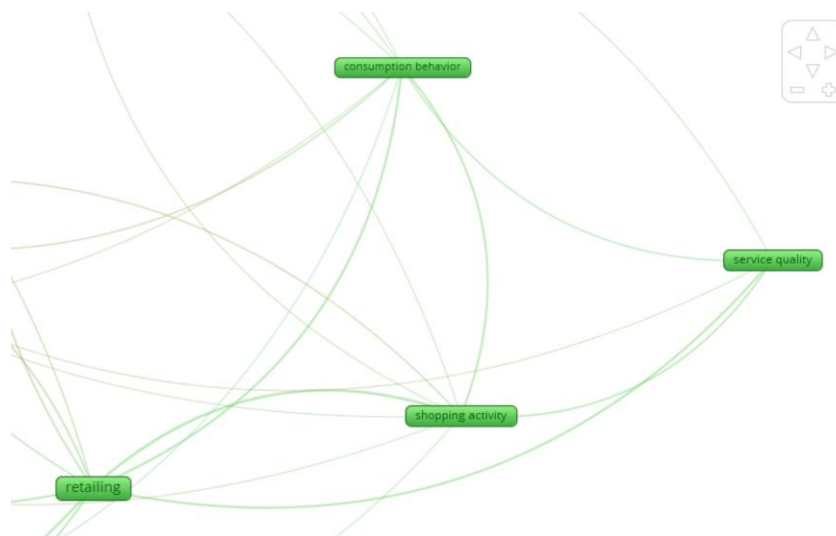 consumption behavior
service quality
shopping activity
retailing